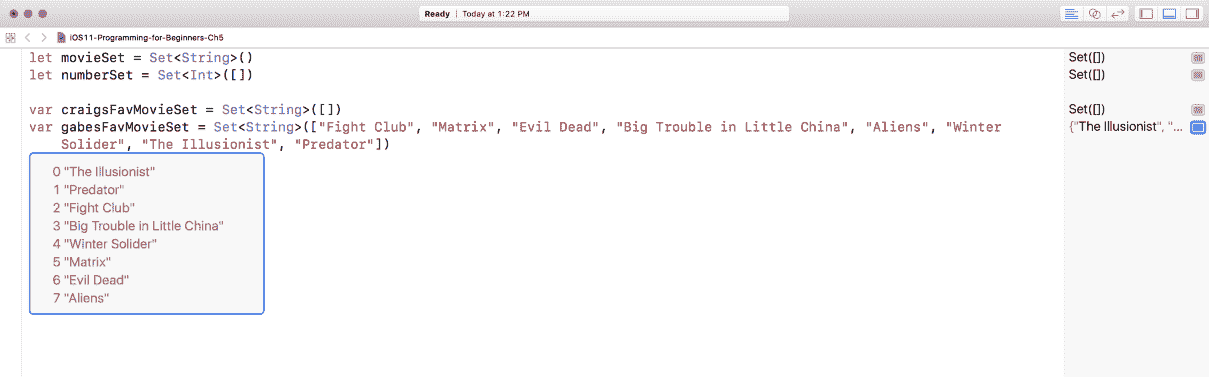 Ready | Today at 1:22 PM
iOS11-Programming-for-Beginners-Ch5
let movieSet = Set<String>()
Set([])
let numberSet = Set<Int>([])
Set([])
var craigsFavMovieSet = Set<String>([])
Set([])
var gabesFavMovieSet = Set<String>(["Fight Club", "Matrix", "Evil Dead", "Big Trouble in Little China", "Aliens", "Winter
{"The Illusionist", "...
Solider", "The Illusionist", "Predator"])
0 "The Illusionist"
1 "Predator"
2 "Fight Club"
3 "Big Trouble in Little China"
4 "Winter Solider"
5 "Matrix"
6 "Evil Dead"
7 "Aliens"